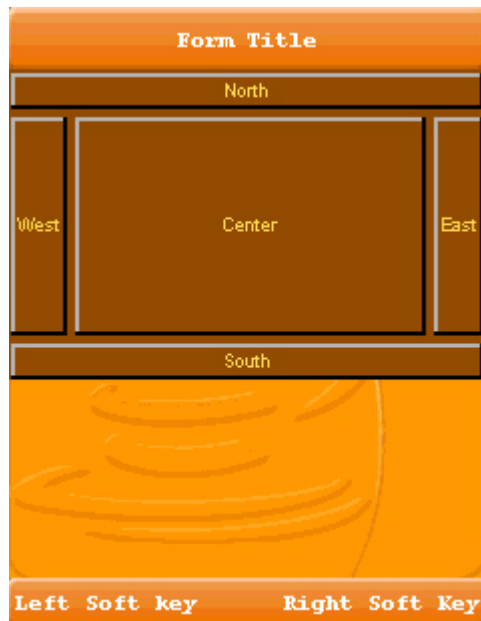 Form Title
North
West Center East
South
Left Soft key Right Soft Key